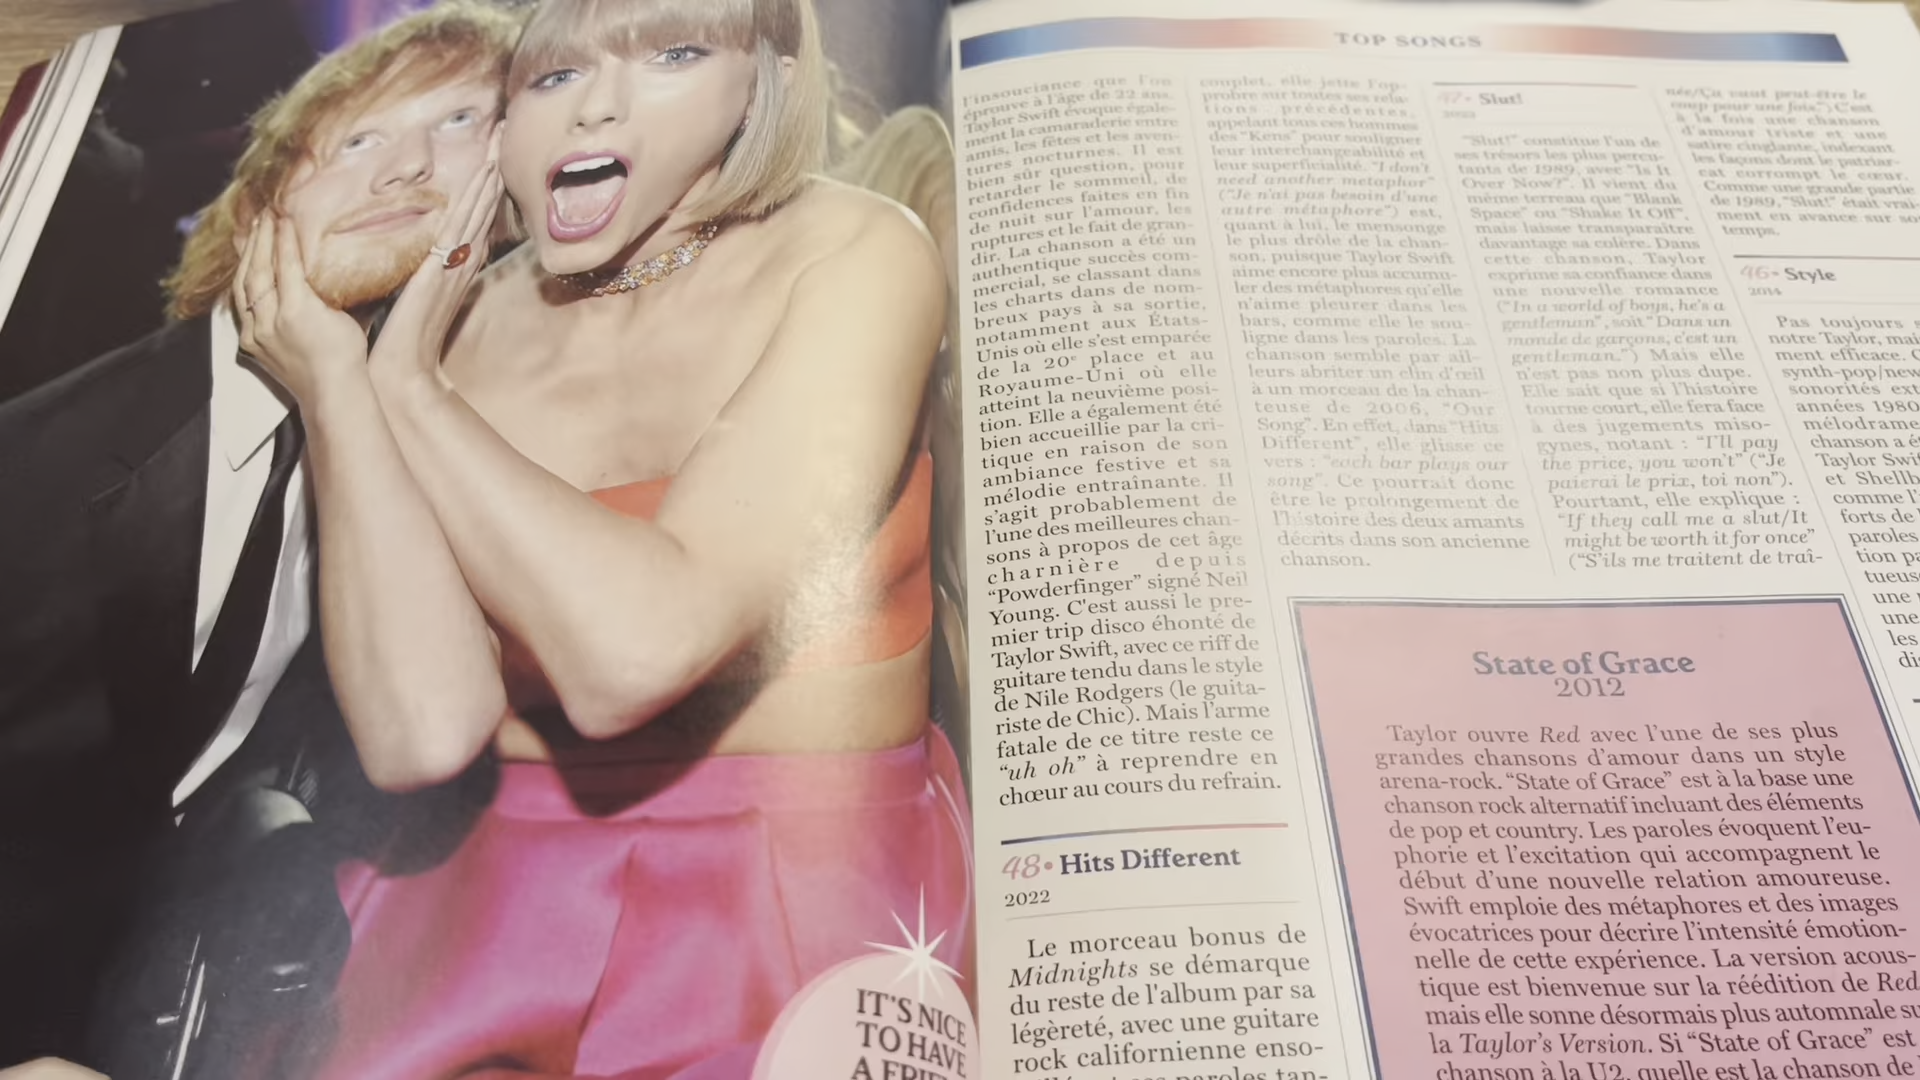 TOP SONGS
l'insouciance que l'on
éprouve à l'âge de 22 ans.
Taylor Swift évoque égale-
ment la camaraderie entre
amis, les fêtes et les aven-
tures nocturnes. Il est
bien sûr question, pour
retarder le sommeil, de
confidences faites en fin
de nuit sur l'amour, les
ruptures et le fait de gran-
dir. La chanson a été un
authentique succès com-
mercial, se classant dans
les charts dans de nom-
breux pays à sa sortie,
notamment aux États-
Unis où elle s'est emparée
de la 20e place et au
Royaume-Uni où elle
atteint la neuvième posi-
tion. Elle a également été
bien accueillie par la cri-
tique en raison de son
ambiance festive et sa
mélodie entraînante. Il
s'agit probablement de
l'une des meilleures chan-
sons à propos de cet âge
charnière depuis
“Powderfinger” signé Neil
Young. C'est aussi le pre-
mier trip disco éhonté de
Taylor Swift, avec ce riff de
guitare tendu dans le style
de Nile Rodgers (le guita-
riste de Chic). Mais l'arme
fatale de ce titre reste ce
“uh oh” à reprendre en
chœur au cours du refrain.
48• Hits Different
2022
Le morceau bonus de
Midnights se démarque
du reste de l'album par sa
légèreté, avec une guitare
rock californienne enso-
paroles tan-
complet, elle jette l'op-
probre sur toutes ses rela-
tions précédentes,
appelant tous ces hommes
des “Kens” pour souligner
leur interchangeabilité et
leur superficialité. “I don't
need another metaphor”
(“Je n'ai pas besoin d'une
autre métaphore”) est,
quant à lui, le mensonge
le plus drôle de la chan-
son, puisque Taylor Swift
aime encore plus accumu-
ler des métaphores qu'elle
n'aime pleurer dans les
bars, comme elle le sou-
ligne dans les paroles. La
chanson semble par ail-
leurs abriter un clin d'œil
à un morceau de la chan-
teuse de 2006, “Our
Song”. En effet, dans “Hits
Different”, elle glisse ce
vers : “each bar plays our
song”. Ce pourrait donc
être le prolongement de
l'histoire des deux amants
décrits dans son ancienne
chanson.
47• Slut!
2023
“Slut!” constitue l'un de
ses trésors les plus percu-
tants de 1989, avec “Is It
Over Now?”. Il vient du
même terreau que “Blank
Space” ou “Shake It Off”,
mais laisse transparaître
davantage sa colère. Dans
cette chanson, Taylor
exprime sa confiance dans
une nouvelle romance
(“In a world of boys, he's a
gentleman”, soit “Dans un
monde de garçons, c'est un
gentleman.”) Mais elle
n'est pas non plus dupe.
Elle sait que si l'histoire
tourne court, elle fera face
à des jugements miso-
gynes, notant : “I'll pay
the price, you won't” (“Je
paierai le prix, toi non”).
Pourtant, elle explique :
“If they call me a slut/It
might be worth it for once”
(“S'ils me traitent de traî-
née/Ça vaut peut-être le
coup pour une fois”) C'est
à la fois une chanson
d'amour triste et une
satire cinglante, indexant
les façons dont le patriar-
cat corrompt le cœur.
Comme une grande partie
de 1989, “Slut!” était vrai-
ment en avance sur so
temps.
46• Style
2014
Pas toujours
notre Taylor, mai
ment efficace.
synth-pop/new
sonorités ext
années 1980
mélodrame
chanson a é
Taylor Swif
et Shellb
comme l'
forts de
paroles
tion pa
tueus
une
une
les
di
State of Grace
2012
Taylor ouvre Red avec l'une de ses plus
grandes chansons d'amour dans un style
arena-rock. “State of Grace” est à la base une
chanson rock alternatif incluant des éléments
de pop et country. Les paroles évoquent l'eu-
phorie et l'excitation qui accompagnent le
début d'une nouvelle relation amoureuse.
Swift emploie des métaphores et des images
évocatrices pour décrire l'intensité émotion-
nelle de cette expérience. La version acous-
tique est bienvenue sur la réédition de Red,
mais elle sonne désormais plus automnale su
la Taylor's Version. Si “State of Grace” est
chanson à la U2, quelle est la chanson de
IT'S NICE
TO HAVE
A FRIE